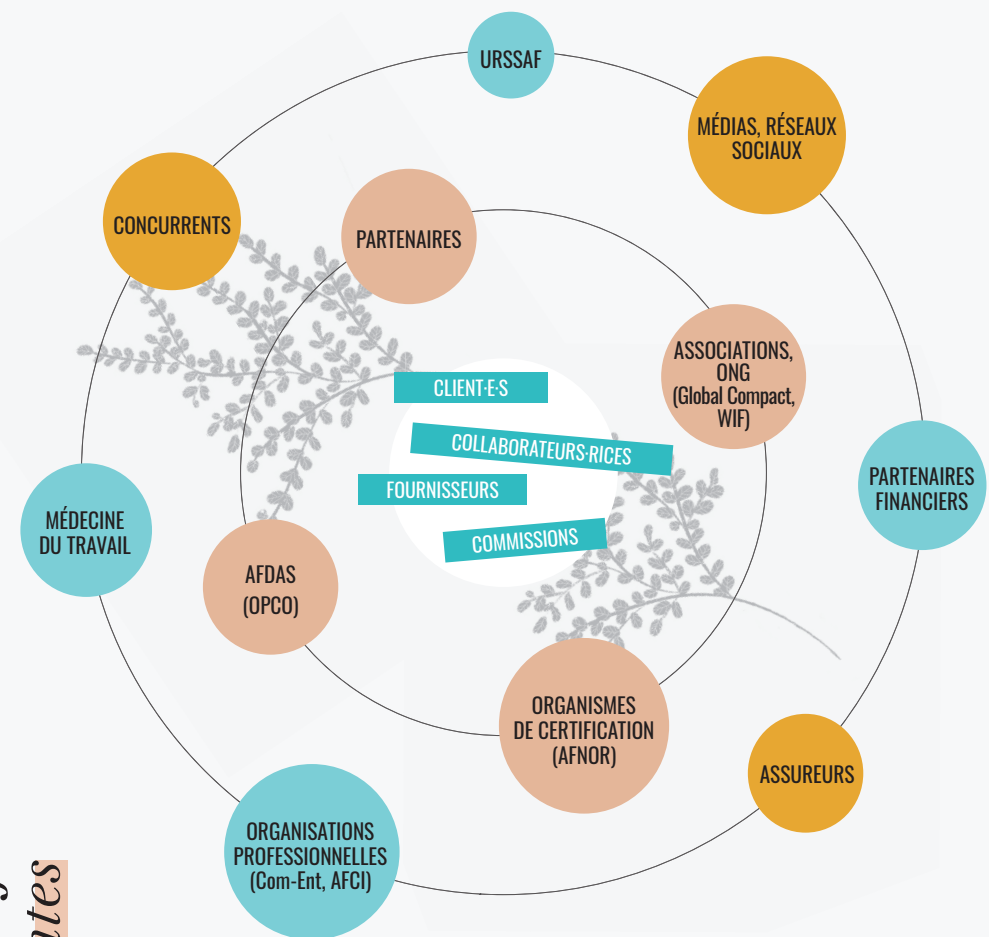 URSSAF
MÉDIAS, RÉSEAUX
SOCIAUX
CONCURRENTS
PARTENAIRES
ASSOCIATIONS,
ONG
(Global Compact,
WIF)
CLIENT·E·S
COLLABORATEURS·RICES
FOURNISSEURS
COMMISSIONS
PARTENAIRES
FINANCIERS
MÉDECINE
DU TRAVAIL
AFDAS
(OPCO)
ORGANISMES
DE CERTIFICATION
(AFNOR)
ASSUREURS
ORGANISATIONS
PROFESSIONNELLES
(Com-Ent, AFCI)